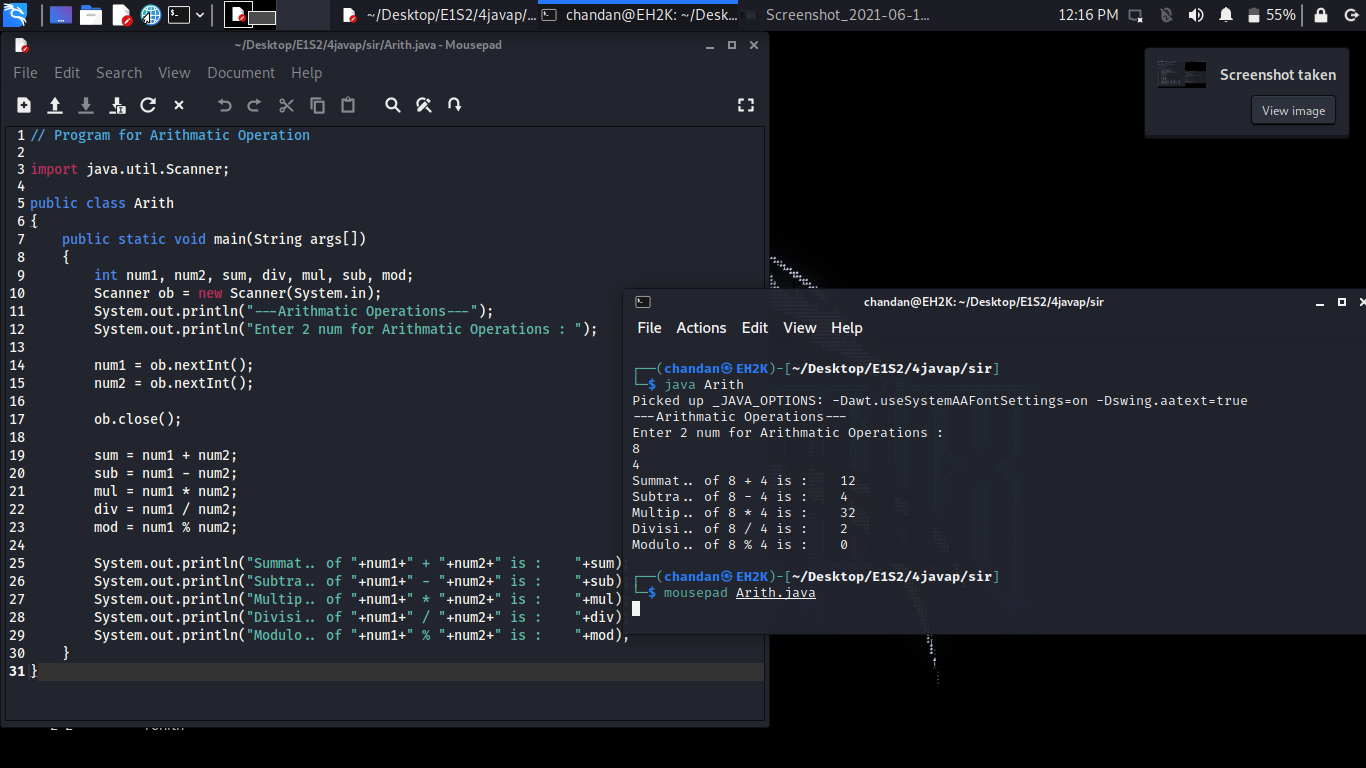 ~/Desktop/E1S2/4javap/...
chandan@EH2K: ~/Desk...
Screenshot_2021-06-1...
12:16 PM
55%
~/Desktop/E1S2/4javap/sir/Arith.java - Mousepad
File Edit Search View Document Help
Screenshot taken
View image
1 // Program for Arithmatic Operation
2
3 import java.util.Scanner;
4
5 public class Arith
6 {
7 public static void main(String args[])
8 {
9 int num1, num2, sum, div, mul, sub, mod;
10 Scanner ob = new Scanner(System.in);
11 System.out.println("---Arithmatic Operations---");
12 System.out.println("Enter 2 num for Arithmatic Operations : ");
13
14 num1 = ob.nextInt();
15 num2 = ob.nextInt();
16
17 ob.close();
18
19 sum = num1 + num2;
20 sub = num1 - num2;
21 mul = num1 * num2;
22 div = num1 / num2;
23 mod = num1 % num2;
24
25 System.out.println("Summat.. of "+num1+" + "+num2+" is :    "+sum)
26 System.out.println("Subtra.. of "+num1+" - "+num2+" is :    "+sub)
27 System.out.println("Multip.. of "+num1+" * "+num2+" is :    "+mul)
28 System.out.println("Divisi.. of "+num1+" / "+num2+" is :    "+div)
29 System.out.println("Modulo.. of "+num1+" % "+num2+" is :    "+mod);
30 }
31 }
chandan@EH2K: ~/Desktop/E1S2/4javap/sir
File Actions Edit View Help
┌──(chandan㉿EH2K)-[~/Desktop/E1S2/4javap/sir]
└─$ java Arith
Picked up _JAVA_OPTIONS: -Dawt.useSystemAAFontSettings=on -Dswing.aatext=true
---Arithmatic Operations---
Enter 2 num for Arithmatic Operations :
8
4
Summat.. of 8 + 4 is :    12
Subtra.. of 8 - 4 is :    4
Multip.. of 8 * 4 is :    32
Divisi.. of 8 / 4 is :    2
Modulo.. of 8 % 4 is :    0
┌──(chandan㉿EH2K)-[~/Desktop/E1S2/4javap/sir]
└─$ mousepad Arith.java